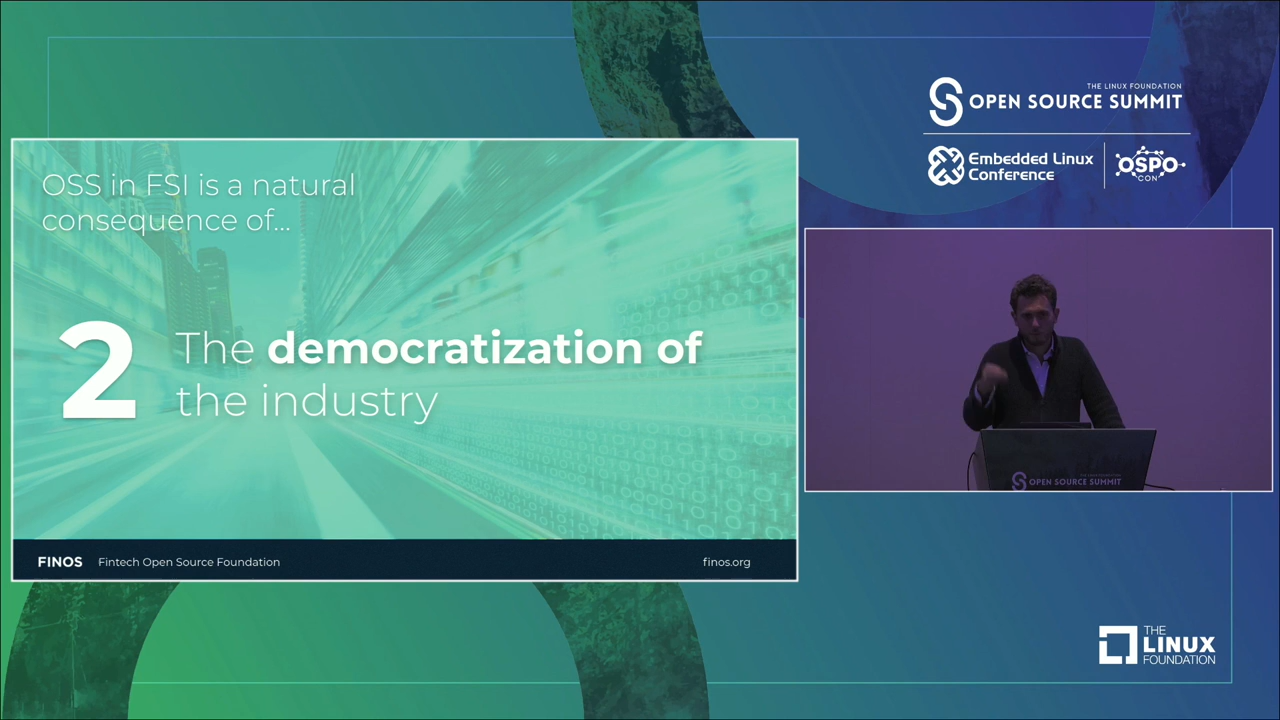 THE LINUX FOUNDATION
OPEN SOURCE SUMMIT
Embedded Linux
Conference
OSPO
CON
OSS in FSI is a natural
consequence of...
2
The democratization of
the industry
FINOS Fintech Open Source Foundation finos.org
OPEN SOURCE SUMMIT
THE
LINUX
FOUNDATION